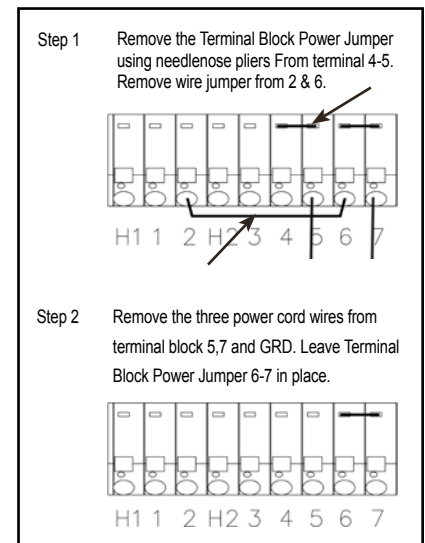 Step 1
Remove the Terminal Block Power Jumper
using needlenose pliers From terminal 4-5.
Remove wire jumper from 2 & 6.
H1 1 2 H2 3 4 5 6 7
Step 2
Remove the three power cord wires from
terminal block 5,7 and GRD. Leave Terminal
Block Power Jumper 6-7 in place.
H1 1 2 H2 3 4 5 6 7